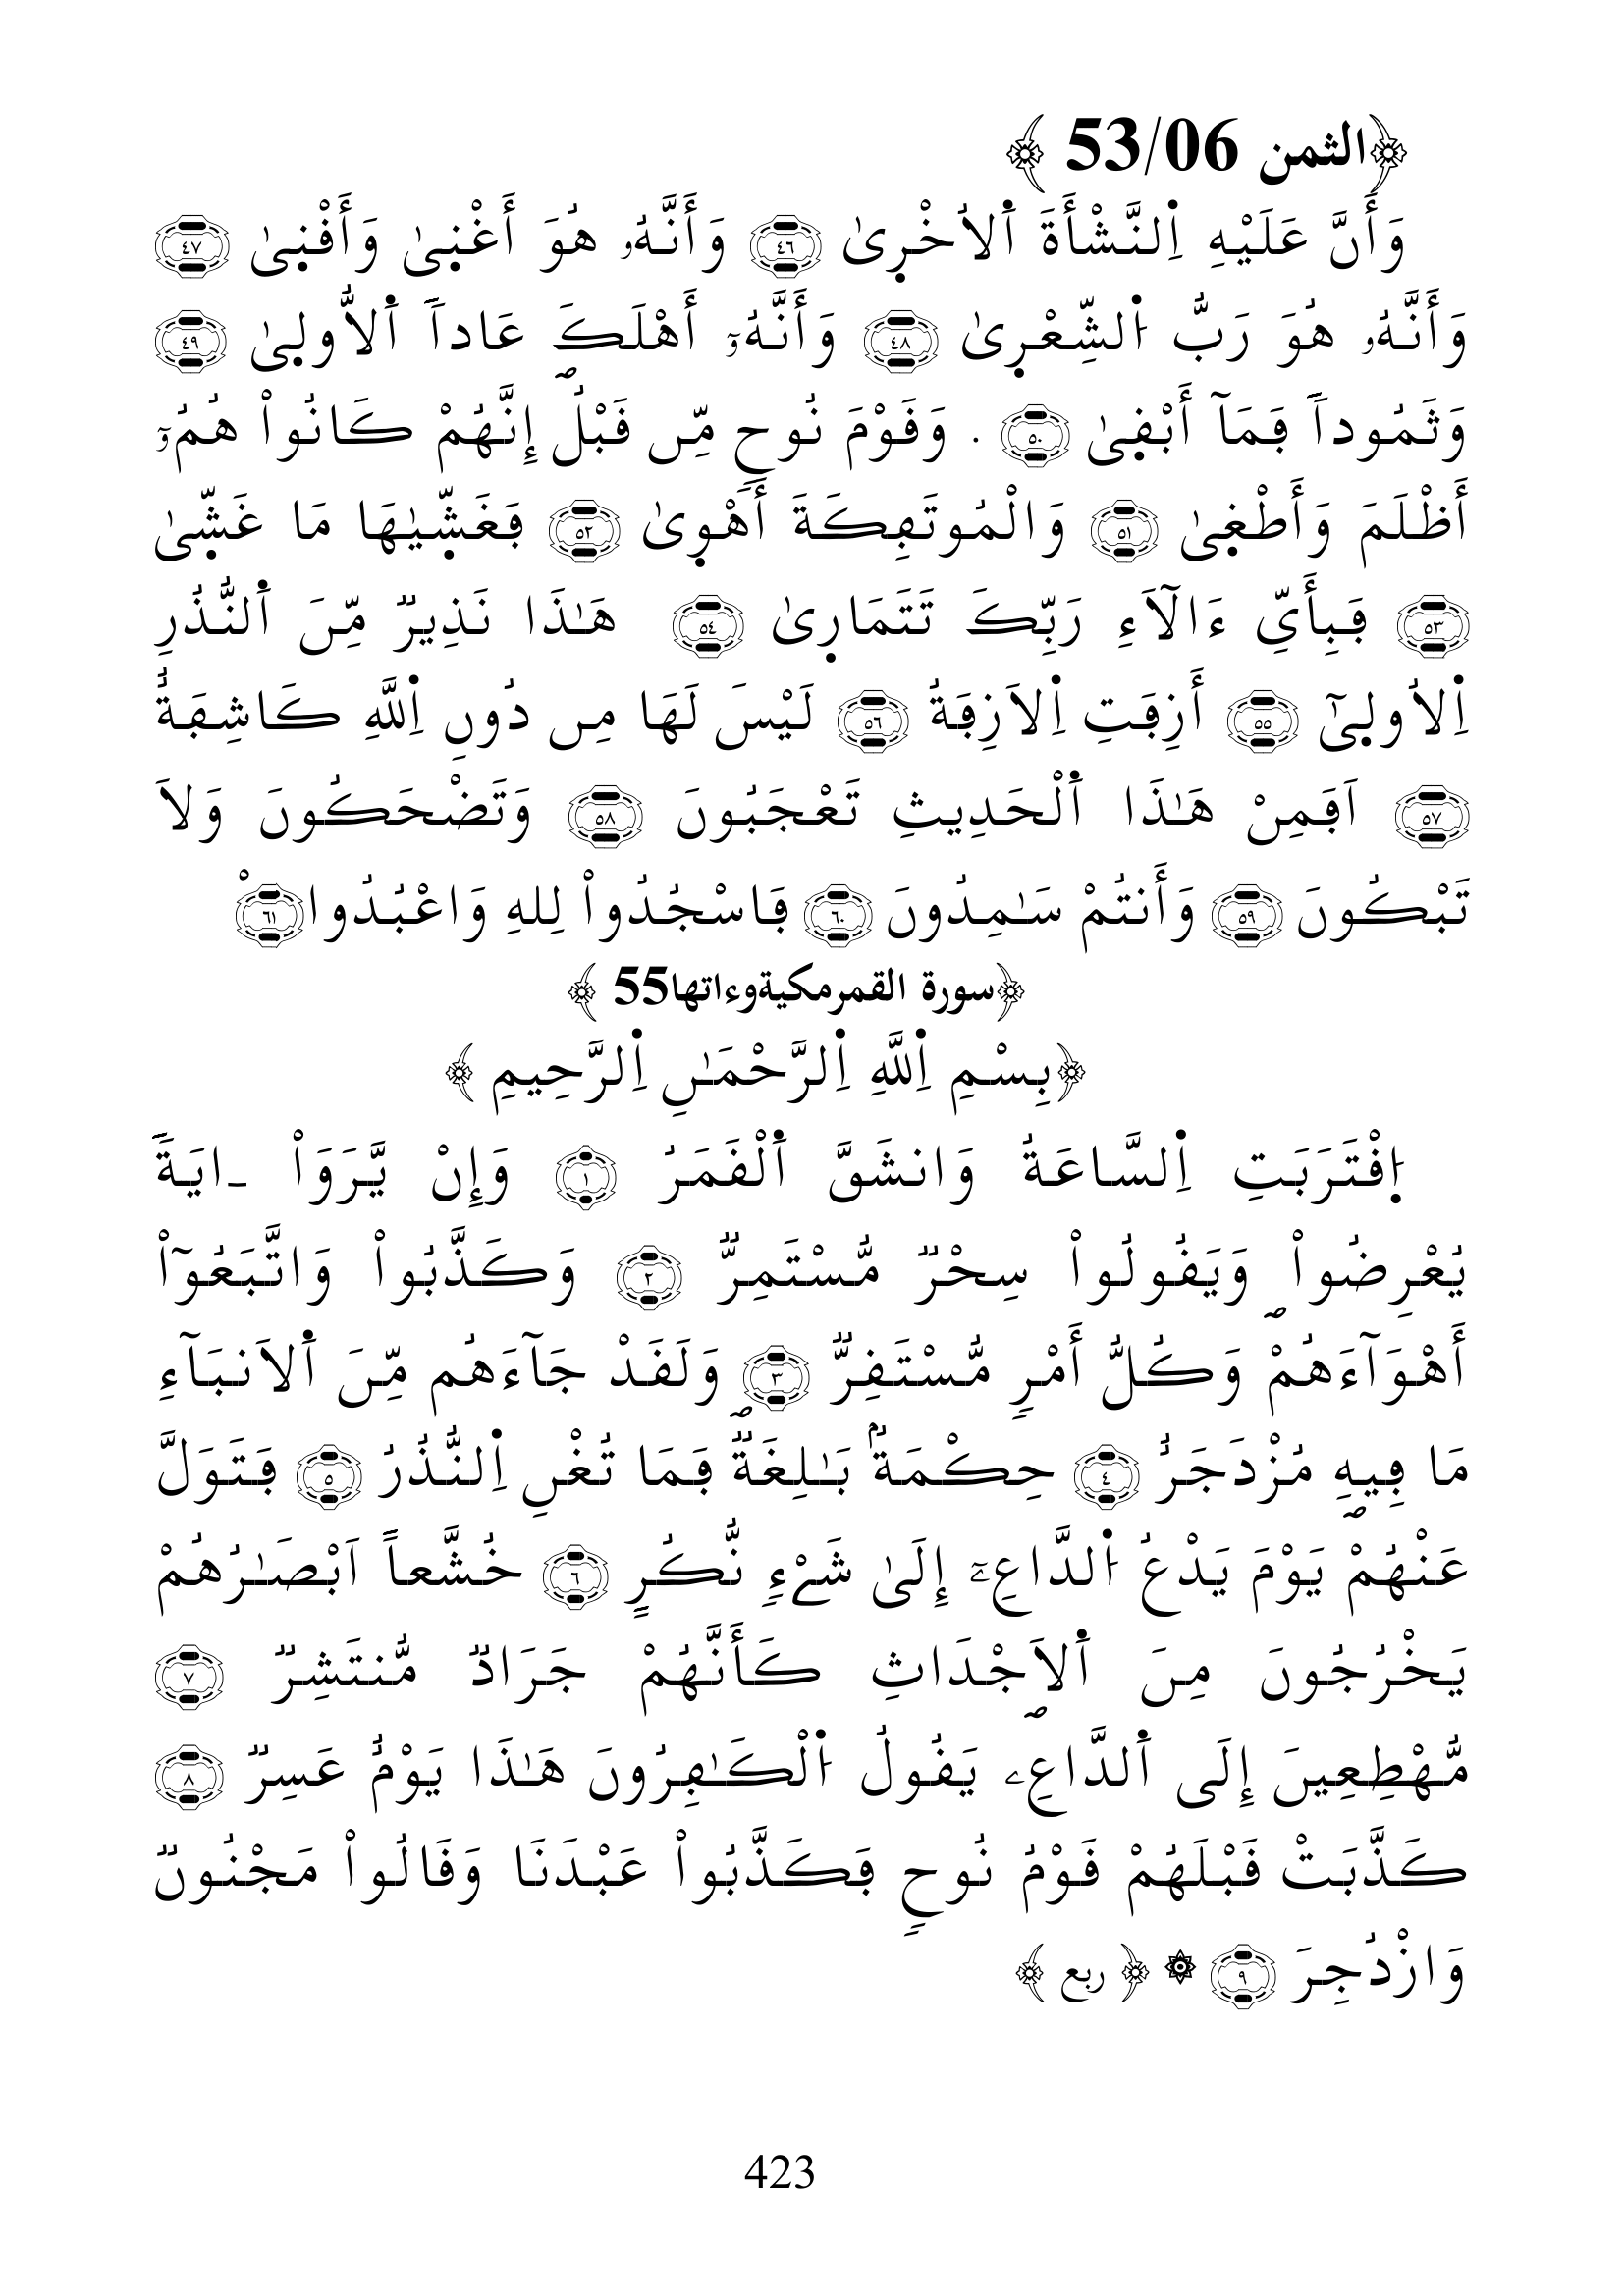 ﴿الثمن 53/06 ﴾
وَأَنَّ عَلَيْهِ اِ۬لنَّشْأَةَ اَ۬لُاخْر۪ىٰ ٤٦ وَأَنَّهُۥ هُوَ أَغْن۪ىٰ وَأَقْن۪ىٰ ٤٧
وَأَنَّهُۥ هُوَ رَبُّ اُ۬لشِّعْر۪ىٰ ٤٨ وَأَنَّهُۥٓ أَهْلَكَۖ عَاداَ اَ۬لُّاول۪ىٰ ٤٩
وَثَمُوداَ فَمَآ أَبْق۪ىٰ ٥٠ . وَقَوْمَ نُوحٖ مِّن قَبْلُ إِنَّهُمْ كَانُواْ هُمُۥٓ
أَظْلَمَ وَأَطْغ۪ىٰ ٥١ وَالْمُوتَفِكَةَ أَهْو۪ىٰ ٥٢ فَغَشّ۪يٰهَا مَا غَشّ۪ىٰ
٥٣ فَبِأَيِّ ءَالَآءِ رَبِّكَ تَتَمَار۪ىٰ ٥٤ هَٰذَا نَذِيرٞ مِّنَ اَ۬لنُّذُرِ
اِ۬لُاول۪ىٰٓ ٥٥ أَزِفَتِ اِ۬لَازِفَةُ ٥٦ لَيْسَ لَهَا مِن دُونِ اِ۬للَّهِ كَاشِفَةٌ
٥٧ اَفَمِنْ هَٰذَا اَ۬لْحَدِيثِ تَعْجَبُونَ ٥٨ وَتَضْحَكُونَ وَلَا
تَبْكُونَ ٥٩ وَأَنتُمْ سَٰمِدُونَ ٦٠ فَاسْجُدُواْ لِلهِ وَاعْبُدُواْ ٦١
﴿سورة القمرمكيةوءاتها55 ﴾
﴿بِسْمِ اِ۬للَّهِ اِ۬لرَّحْمَٰنِ اِ۬لرَّحِيمِ ﴾
اِ۪قْتَرَبَتِ اِ۬لسَّاعَةُ وَانشَقَّ اَ۬لْقَمَرُ ١ وَإِنْ يَّرَوَاْ ـايَةٗ
يُعْرِضُواْۖ وَيَقُولُواْ سِحْرٞ مُّسْتَمِرّٞ ٢ وَكَذَّبُواْ وَاتَّبَعُوٓاْ
أَهْوَآءَهُمْ وَكُلُّ أَمْرٖ مُّسْتَقِرّٞ ٣ وَلَقَدْ جَآءَهُم مِّنَ اَ۬لَانبَآءِ
مَا فِيهِ مُزْدَجَرٌ ٤ حِكْمَةُۢ بَٰلِغَةٞۖ فَمَا تُغْنِ اِ۬لنُّذُرُ ٥ فَتَوَلَّ
عَنْهُمْۖ يَوْمَ يَدْعُ اُ۬لدَّاعِۦٓ إِلَىٰ شَےْءٖ نُّكُرٍ ٦ خُشَّعاً اَبْصَٰرُهُمْ
يَخْرُجُونَ مِنَ اَ۬لَاجْدَاثِ كَأَنَّهُمْ جَرَادٞ مُّنتَشِرٞ ٧
مُّهْطِعِينَ إِلَى اَ۬لدَّاعِۦۖ يَقُولُ اُ۬لْكَٰفِرُونَ هَٰذَا يَوْمٌ عَسِرٞ ٨
كَذَّبَتْ قَبْلَهُمْ قَوْمُ نُوحٖ فَكَذَّبُواْ عَبْدَنَا وَقَالُواْ مَجْنُونٞ
وَازْدُجِرَ ٩ ۞ ﴿ ربع ﴾
423